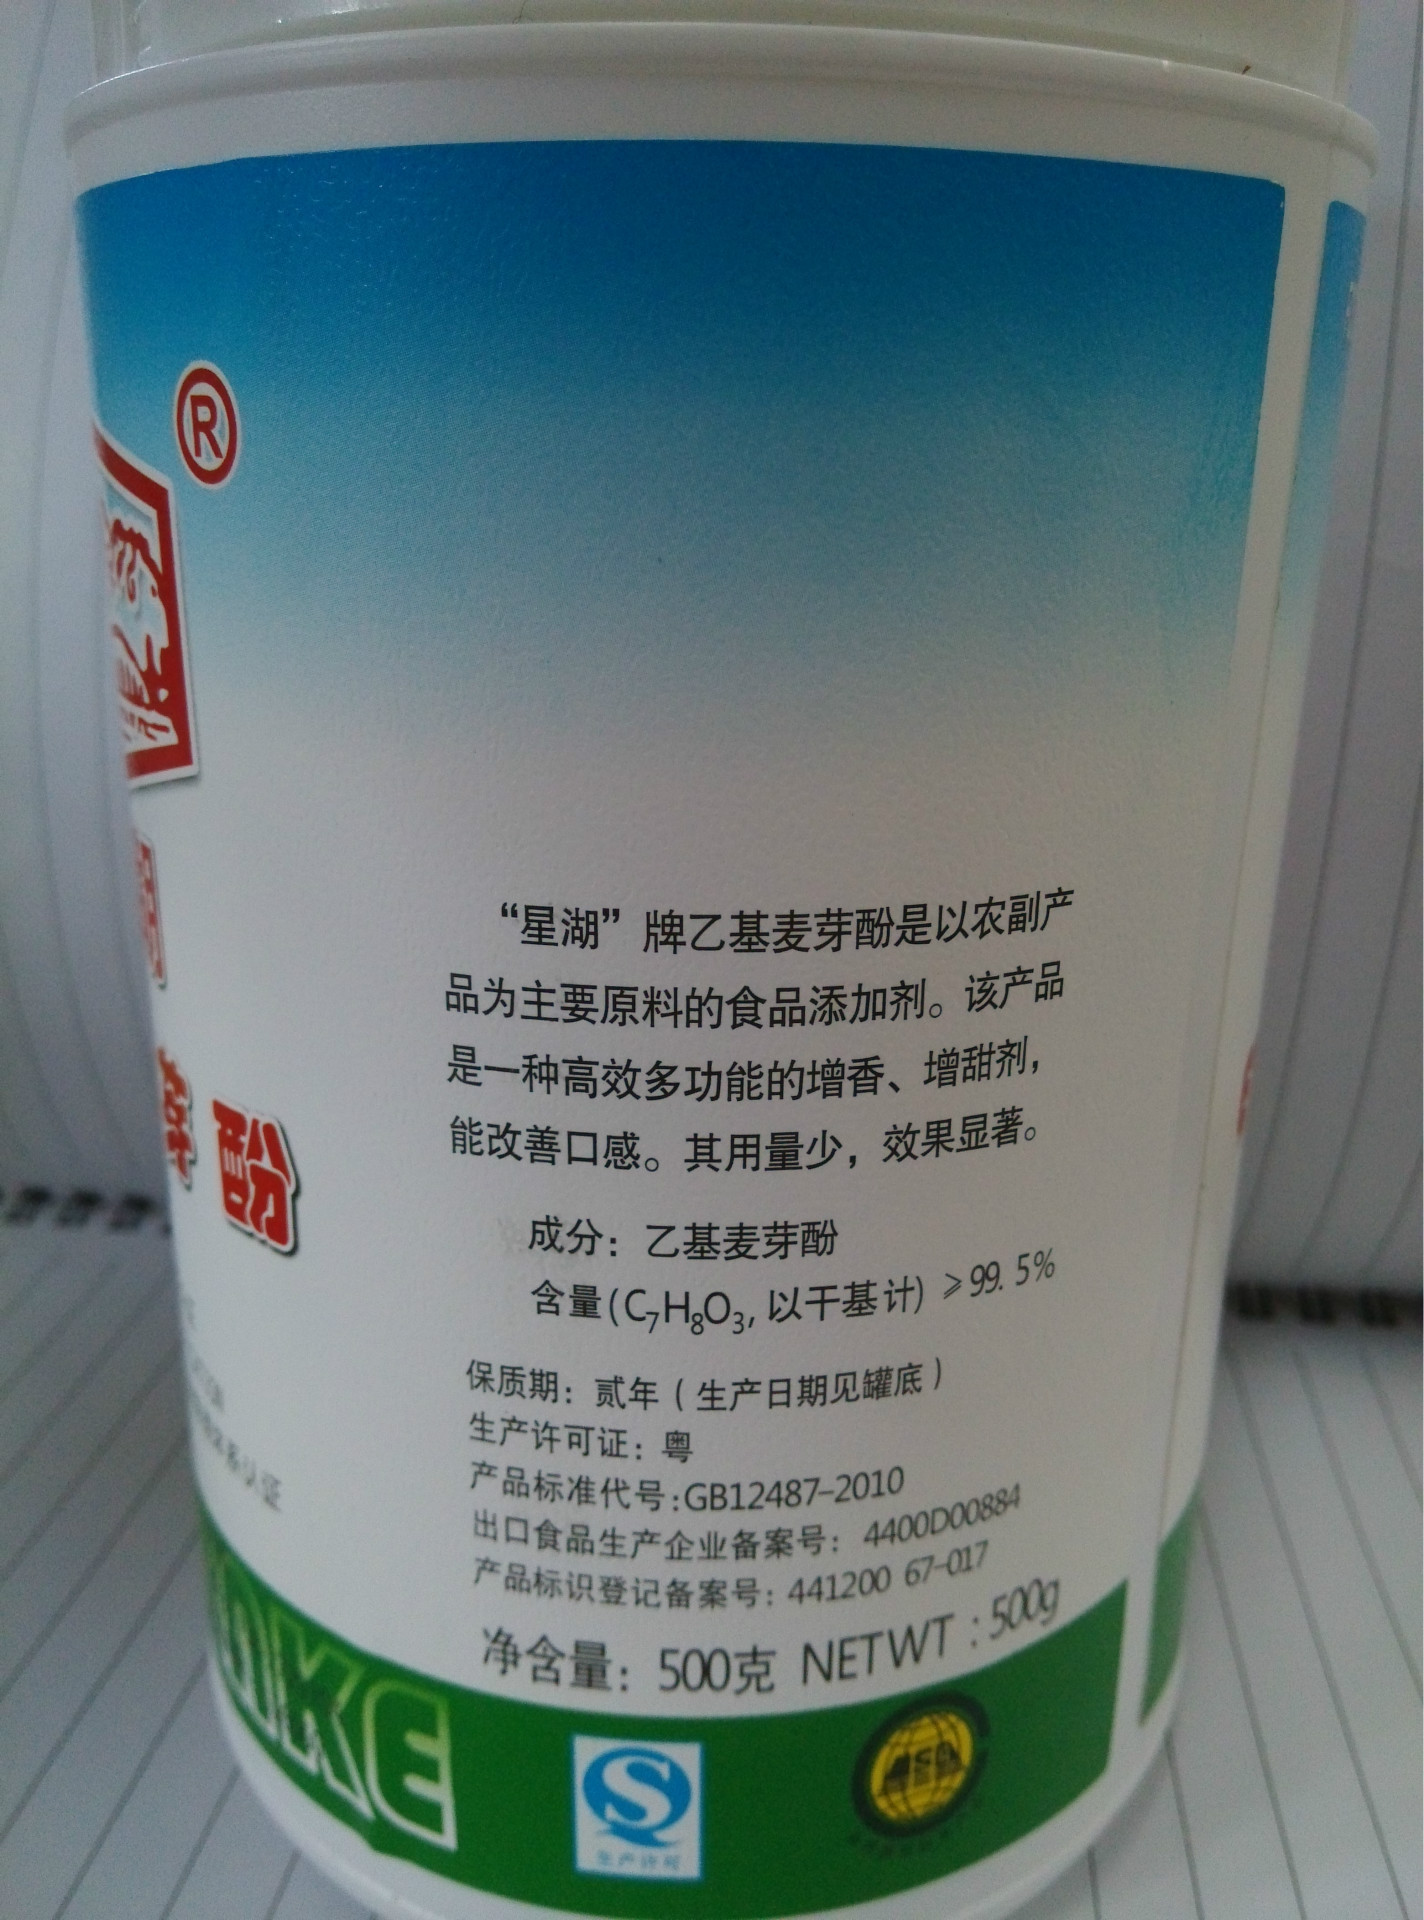 ®
酚
“星湖”牌乙基麦芽酚是以农副产
品为主要原料的食品添加剂。该产品
是一种高效多功能的增香、增甜剂，
能改善口感。其用量少，效果显著。
成分：乙基麦芽酚
含量(C₇H₈O₃, 以干基计) ≥99.5%
保质期：贰年（生产日期见罐底）
生产许可证：粤
产品标准代号:GB12487-2010
出口食品生产企业备案号： 4400D00884
产品标识登记备案号：441200 67-017
净含量：500克 NETWT：500g
生产许可